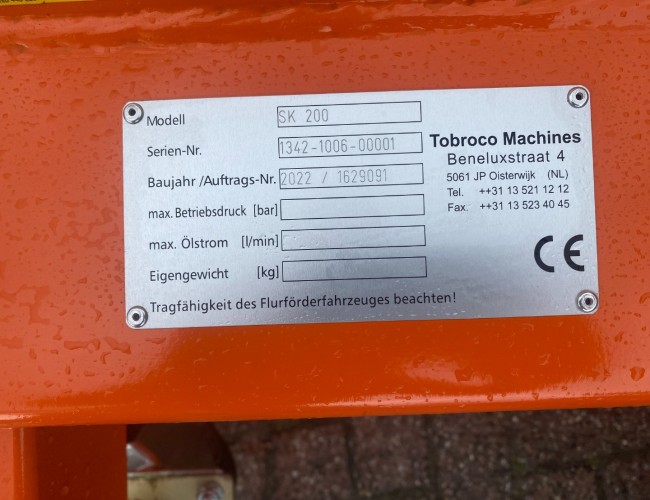 Modell SK 200
Serien-Nr. 1342-1006-00001
Baujahr/Auftrags-Nr. 2022 / 1629091
max. Betriebsdruck [bar]
max. Ölstrom [l/min]
Eigengewicht [kg]
Tragfähigkeit des Flurförderfahrzeuges beachten!
Tobroco Machines
Beneluxstraat 4
5061 JP Oisterwijk (NL)
Tel. ++31 13 521 12 12
Fax. ++31 13 523 40 45
CE